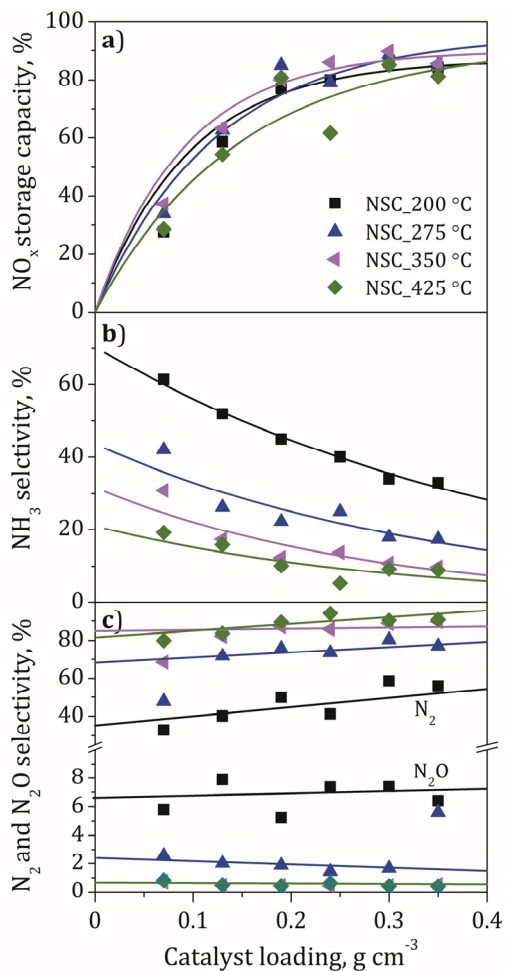 100
80
60
40
20
0
NOx storage capacity, %
a)
NSC_200 °C
NSC_275 °C
NSC_350 °C
NSC_425 °C
60
40
20
0
NH3 selctivity, %
b)
80
60
40
8
6
4
2
0
N2 and N2O selectivity, %
c)
N2
N2O
0
0.1
0.2
0.3
0.4
Catalyst loading, g cm-3